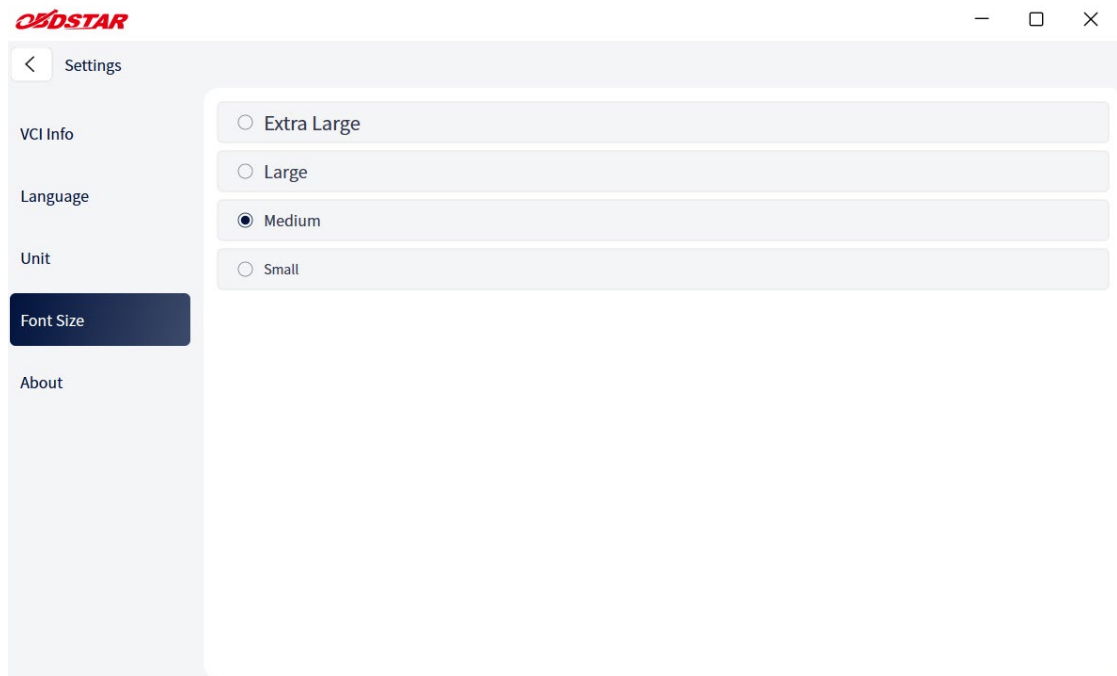 OBDSTAR
Settings
VCI Info
Language
Unit
Font Size
About
Extra Large
Large
Medium
Small